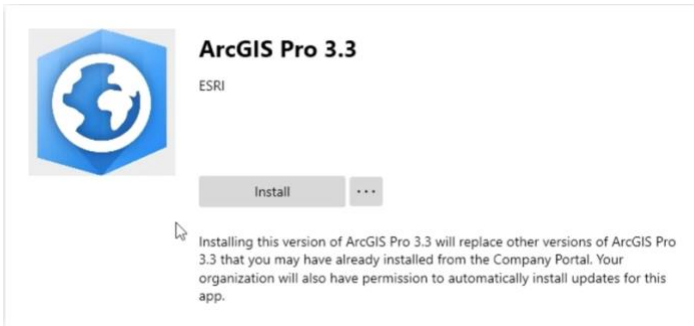 ArcGIS Pro 3.3
ESRI
Install
...
Installing this version of ArcGIS Pro 3.3 will replace other versions of ArcGIS Pro
3.3 that you may have already installed from the Company Portal. Your
organization will also have permission to automatically install updates for this
app.